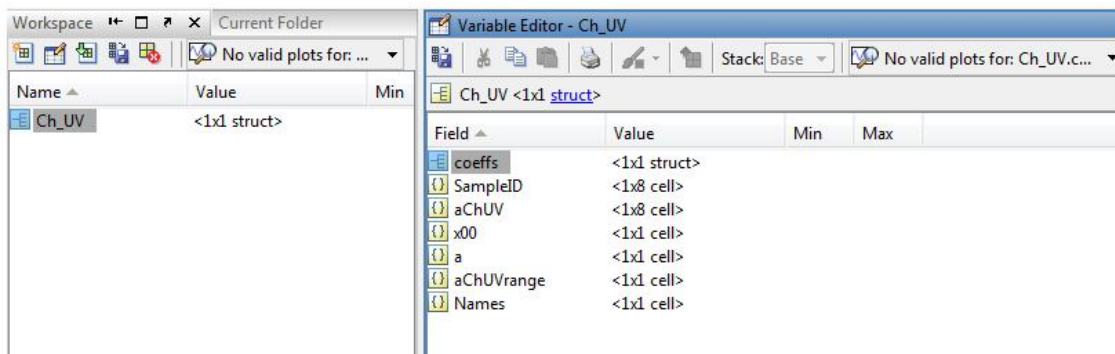 Workspace
Current Folder
No valid plots for: ...
Name Value Min
Ch_UV <1x1 struct>
Variable Editor - Ch_UV
Stack: Base No valid plots for: Ch_UV.c...
Ch_UV <1x1 struct>
Field Value Min Max
coeffs <1x1 struct>
SampleID <1x8 cell>
aChUV <1x8 cell>
x00 <1x1 cell>
a <1x1 cell>
aChUVrange <1x1 cell>
Names <1x1 cell>